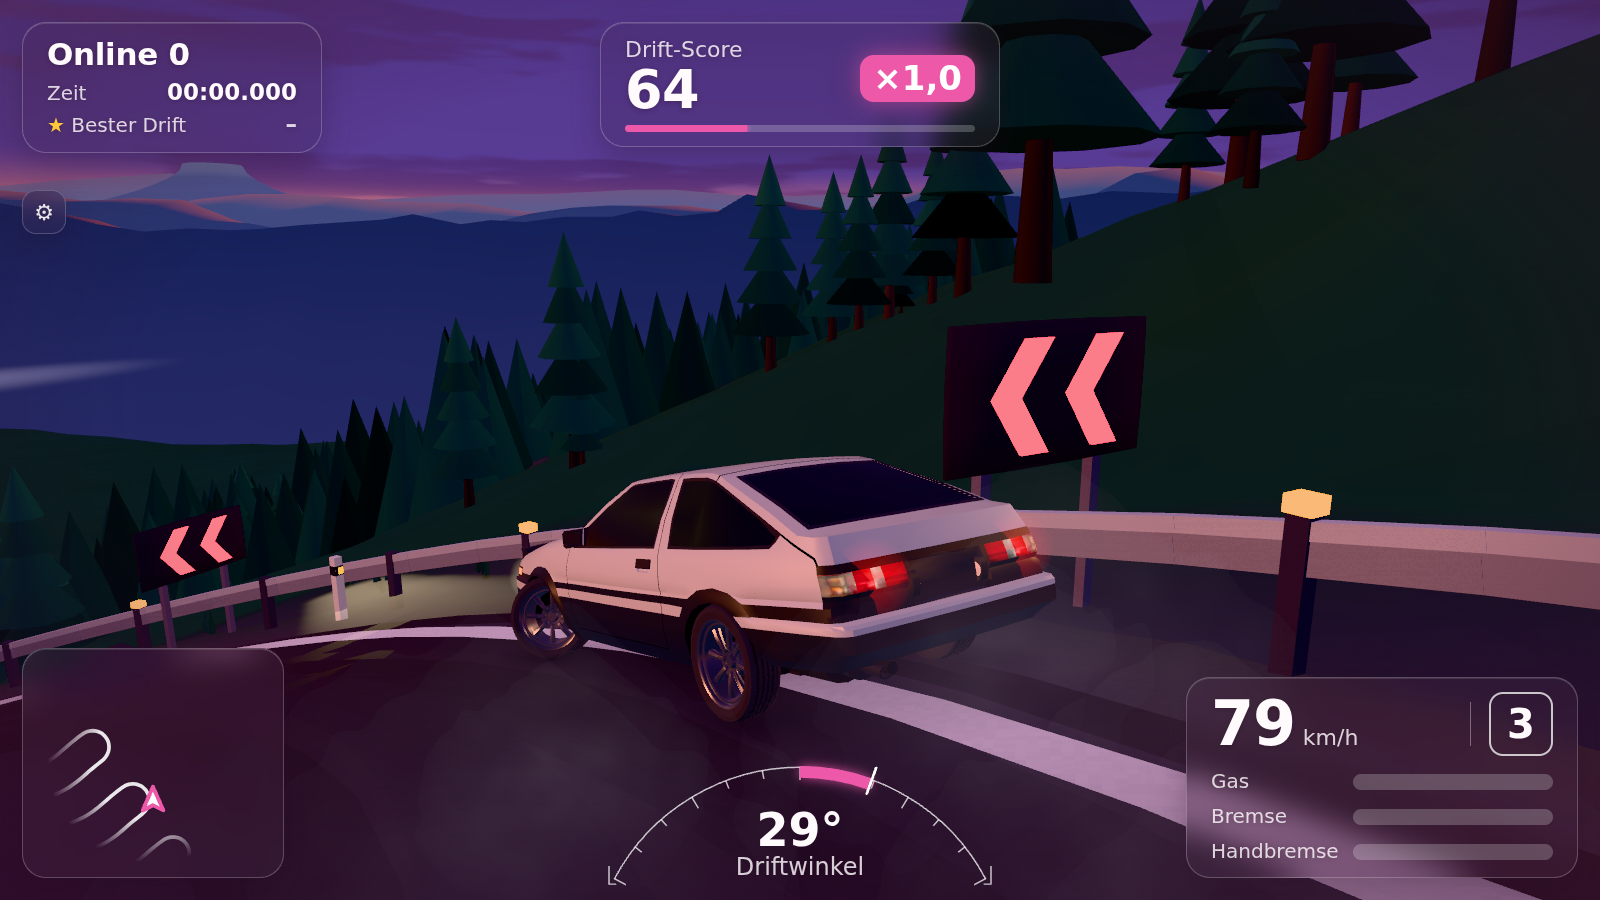 Online 0
Zeit 00:00.000
★ Bester Drift –
Drift-Score
64
×1,0
29°
Driftwinkel
79 km/h 3
Gas
Bremse
Handbremse